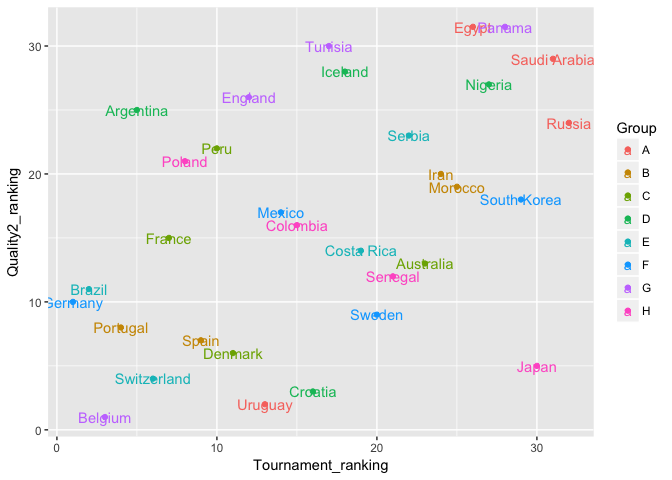 Egypt Panama
Tunisia
Saudi Arabia
Iceland
Nigeria
England
Argentina
Russia
Serbia
Peru
Poland
Iran
Morocco
South Korea
Mexico
Colombia
France
Costa Rica
Australia
Senegal
Brazil
Germany
Sweden
Portugal
Spain
Denmark
Japan
Switzerland
Croatia
Uruguay
Belgium
30
20
10
0
0 10 20 30
Tournament_ranking
Quality2_ranking
Group
a A
a B
a C
a D
a E
a F
a G
a H